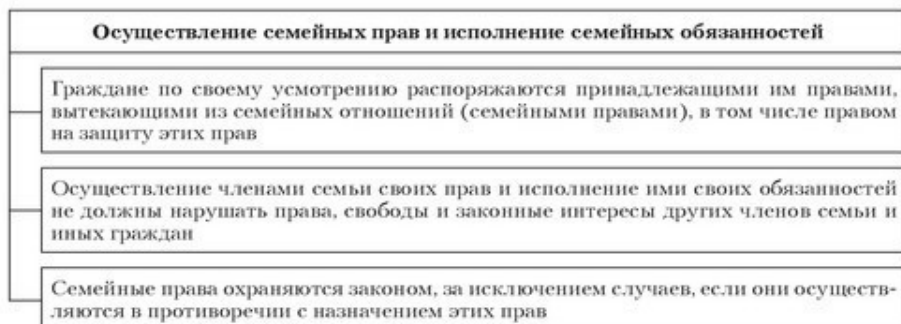 Осуществление семейных прав и исполнение семейных обязанностей
Граждане по своему усмотрению распоряжаются принадлежащими им правами,
вытекающими из семейных отношений (семейными правами), в том числе правом
на защиту этих прав
Осуществление членами семьи своих прав и исполнение ими своих обязанностей
не должны нарушать права, свободы и законные интересы других членов семьи и
иных граждан
Семейные права охраняются законом, за исключением случаев, если они осуществ-
ляются в противоречии с назначением этих прав